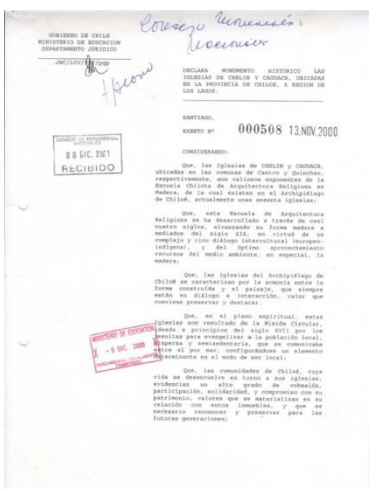 GOBIERNO DE CHILE
MINISTERIO DE EDUCACION
DEPARTAMENTO JURIDICO
DECLARA MONUMENTO HISTORICO LAS
IGLESIAS DE CHELIN Y CAGUACH, UBICADAS
EN LA PROVINCIA DE CHILOE, X REGION DE
LOS LAGOS.
SANTIAGO,
EXENTO Nº 000508 13.NOV.2000
CONSEJO DE MONUMENTOS
RECIBIDO
CONSIDERANDO:
Que, las Iglesias de CHELIN y CAGUACH,
ubicadas en las comunas de Castro y Quinchao,
respectivamente, son valiosos exponentes de la
Escuela Chilota de Arquitectura Religiosa en
Madera, de la cual existen en el Archipiélago
de Chiloé, actualmente unas sesenta iglesias;
Que, esta Escuela de Arquitectura
Religiosa se ha desarrollado a través de casi
cuatro siglos, alcanzando su forma madura a
mediados del siglo XIX, en virtud de un
complejo y rico diálogo intercultural (europeo-
indígena), y del óptimo aprovechamiento
recursos del medio ambiente, en especial, la
madera;
Que, las iglesias del Archipiélago de
Chiloé se caracterizan por la armonía entre la
forma construida y el paisaje, que siempre
están en diálogo e interacción, valor que
conviene preservar y destacar.
Que, en el plano espiritual, estas
Iglesias son resultado de la Misión Circular,
ideada a principios del siglo XVII por los
jesuitas para evangelizar a la población local,
dispersa y semisedentaria, que se comunicaba
entre si por mar, configurándose un elemento
determinante en el modo de ser local;
MINISTERIO DE EDUCACION
Que, las comunidades de Chiloé, cuya
vida se desenvuelve en torno a sus iglesias,
evidencian un alto grado de cohesión,
participación, solidaridad, y compromiso con su
patrimonio, valores que se materializan en su
relación con estos inmuebles, y que es
necesario reconocer y preservar para las
futuras generaciones;